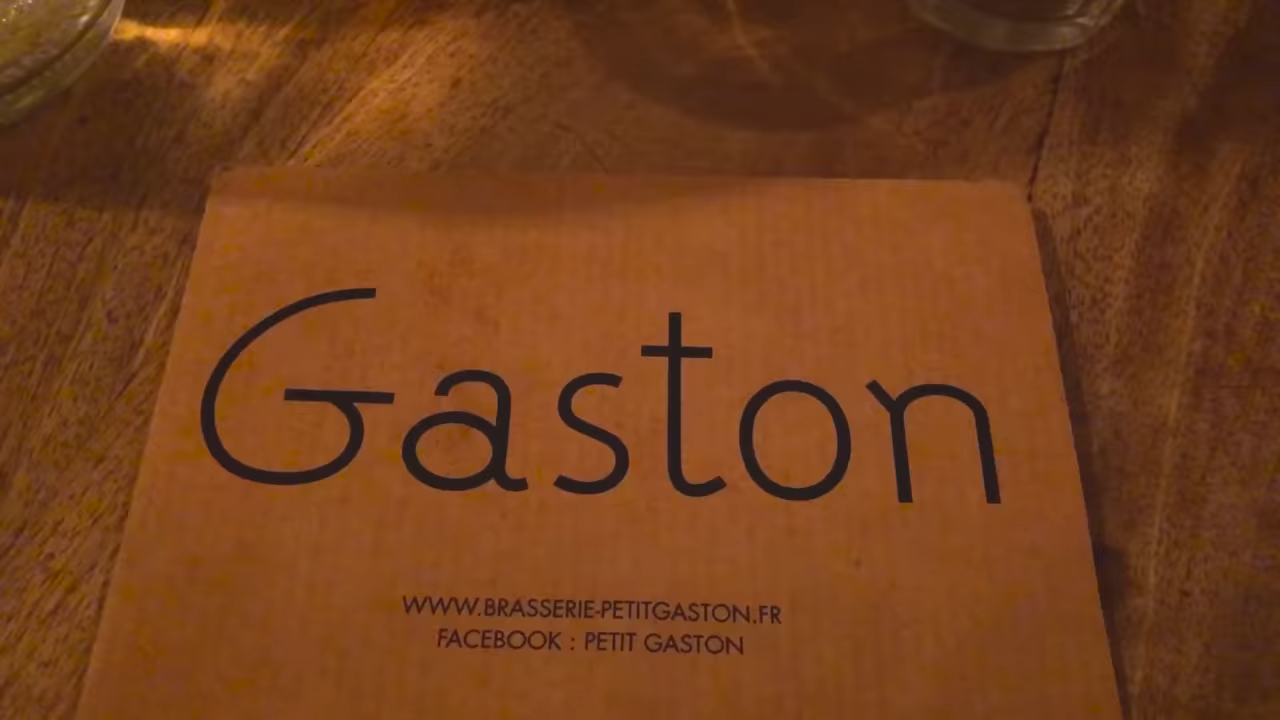 Gaston
WWW.BRASSERIE-PETITGASTON.FR
FACEBOOK : PETIT GASTON